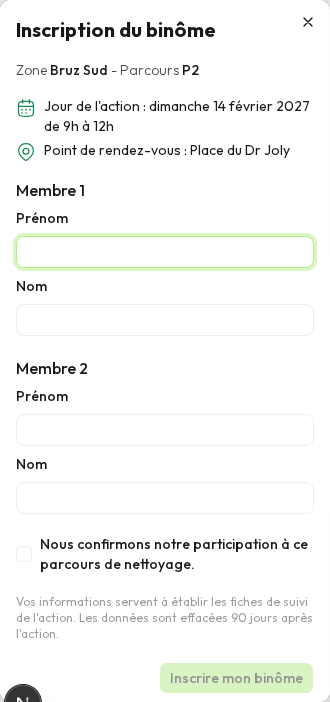 Inscription du binôme
Zone Bruz Sud - Parcours P2
Jour de l'action : dimanche 14 février 2027
de 9h à 12h
Point de rendez-vous : Place du Dr Joly
Membre 1
Prénom
Nom
Membre 2
Prénom
Nom
Nous confirmons notre participation à ce
parcours de nettoyage.
Vos informations servent à établir les fiches de suivi
de l'action. Les données sont effacées 90 jours après
l'action.
Inscrire mon binôme
N